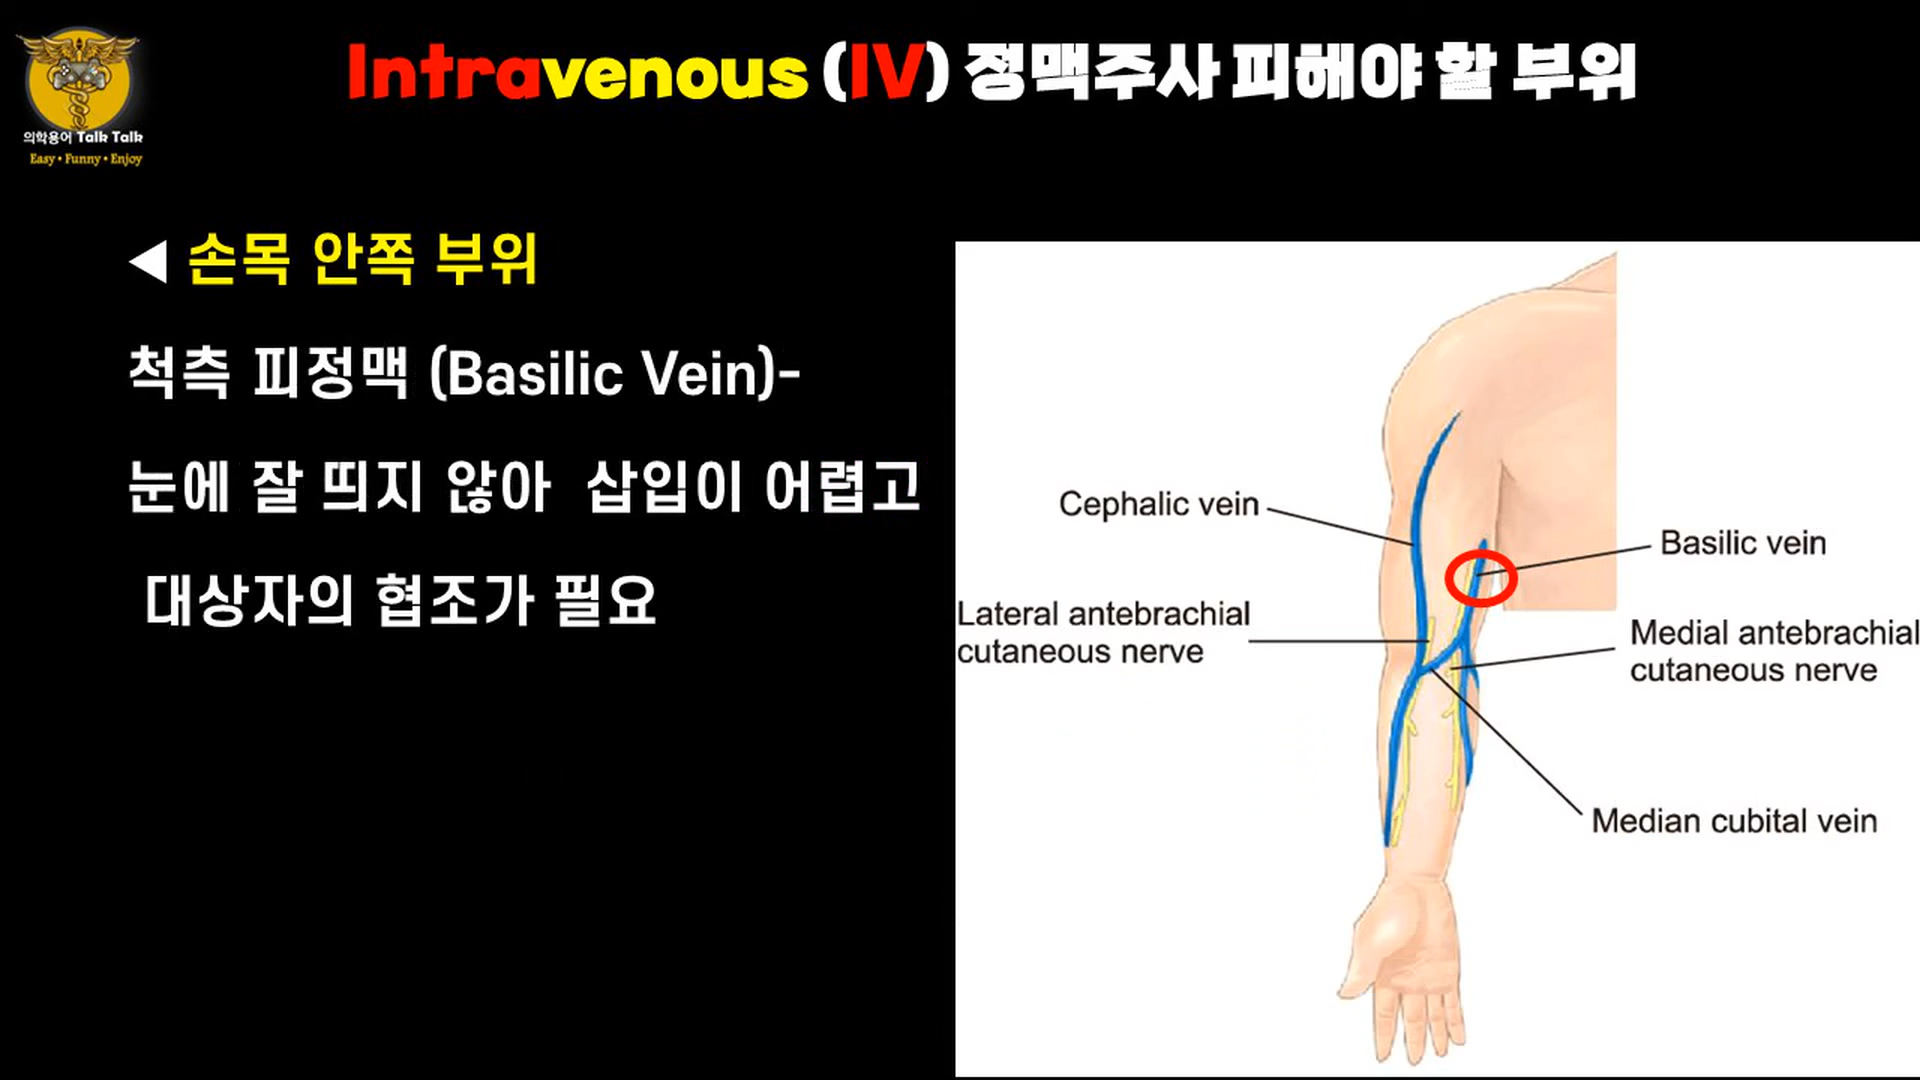 Intravenous (IV) 정맥주사 피해야 할 부위
의학용어 Talk Talk
Easy • Funny • Enjoy
◀ 손목 안쪽 부위
척측 피정맥 (Basilic Vein)-
눈에 잘 띄지 않아 삽입이 어렵고
대상자의 협조가 필요
Cephalic vein
Basilic vein
Lateral antebrachial
cutaneous nerve
Medial antebrachial
cutaneous nerve
Median cubital vein